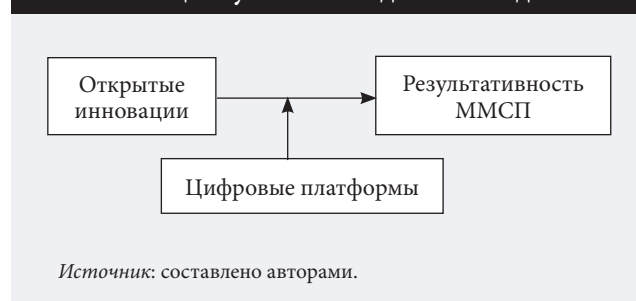 Открытые
инновации
Результативность
ММСП
Цифровые платформы
Источник: составлено авторами.